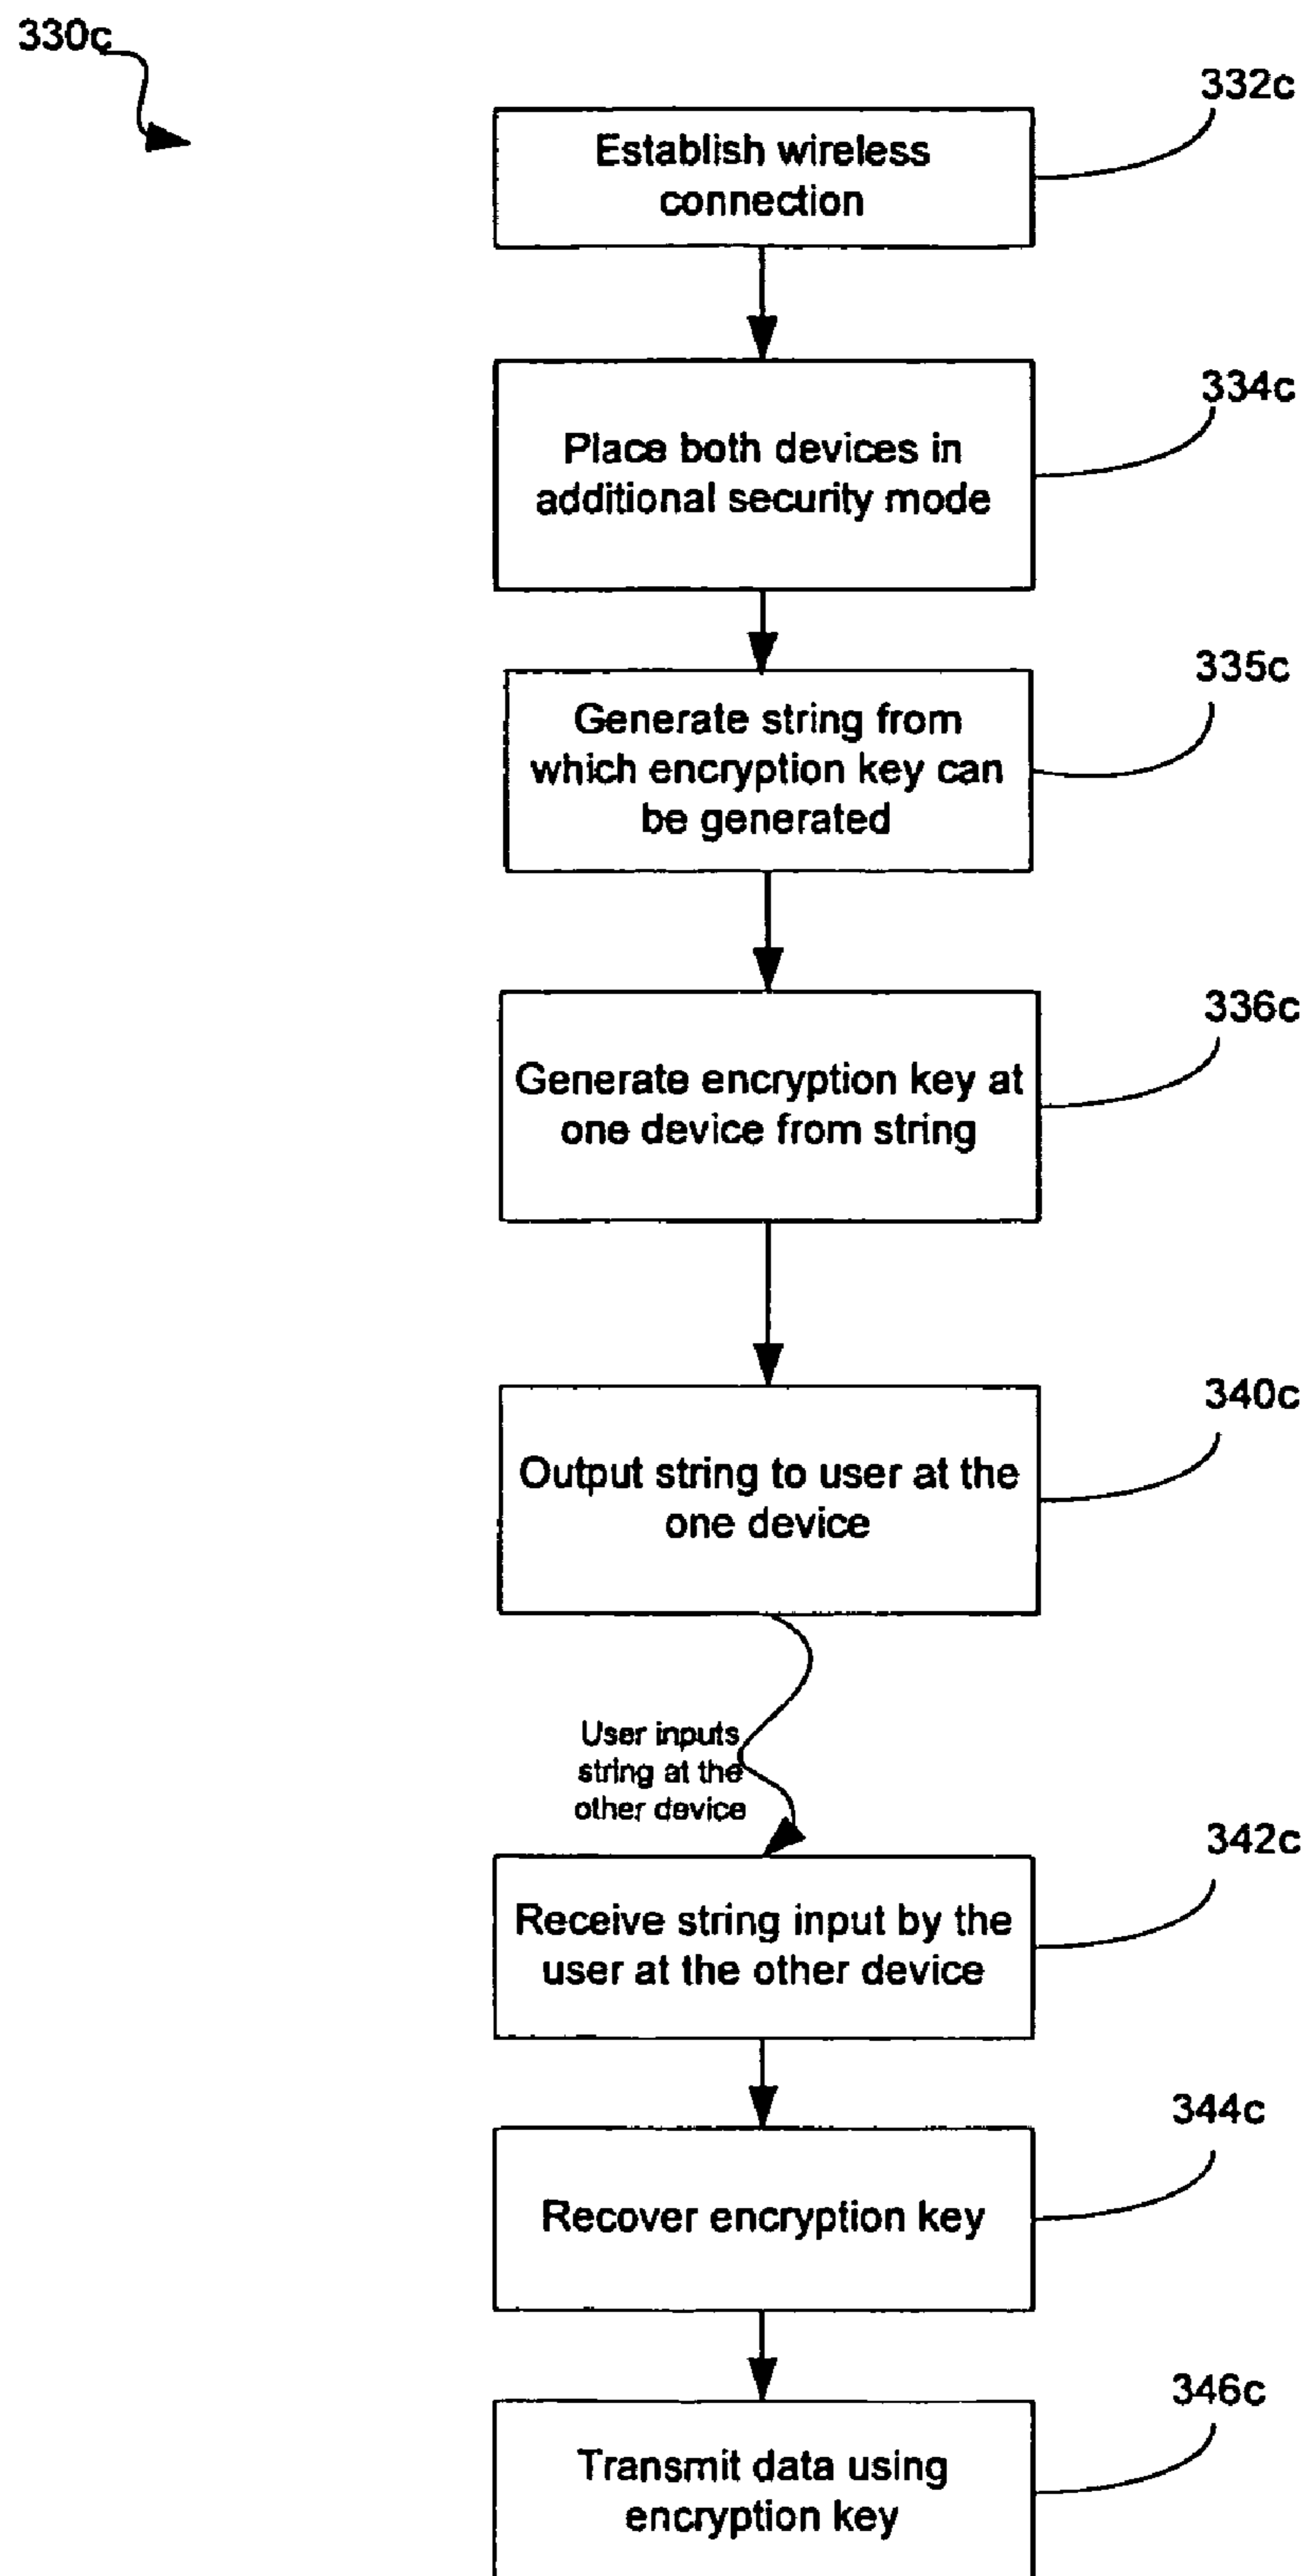 330c
332c
Establish wireless
connection
334c
Place both devices in
additional security mode
335c
Generate string from
which encryption key can
be generated
336c
Generate encryption key at
one device from string
340c
Output string to user at the
one device
User inputs
string at the
other device
342c
Receive string input by the
user at the other device
344c
Recover encryption key
346c
Transmit data using
encryption key